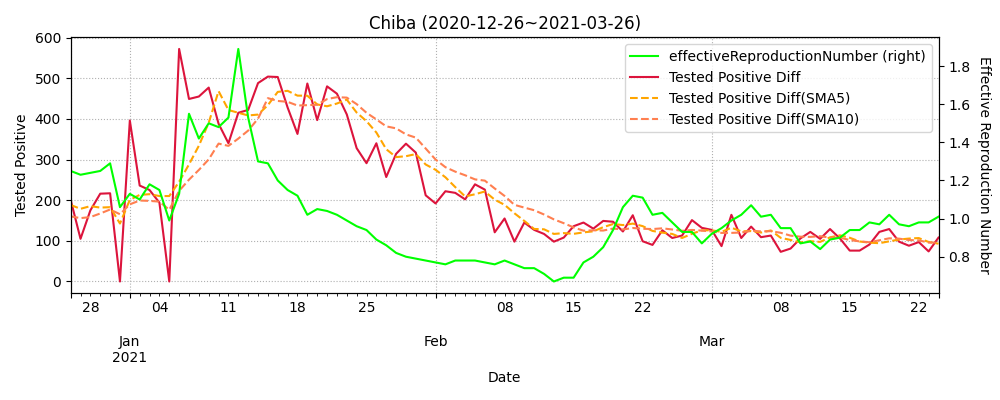 Chiba (2020-12-26~2021-03-26)
effectiveReproductionNumber (right)
Tested Positive Diff
Tested Positive Diff(SMA5)
Tested Positive Diff(SMA10)
Tested Positive
600
500
400
300
200
100
0
Effective Reproduction Number
1.8
1.6
1.4
1.2
1.0
0.8
28 04 11 18 25 08 15 22 08 15 22
Jan Feb Mar
2021
Date